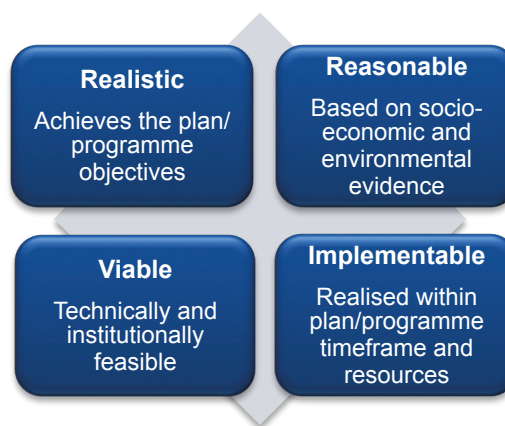 Realistic
Achieves the plan/
programme
objectives
Reasonable
Based on socio-
economic and
environmental
evidence
Viable
Technically and
institutionally
feasible
Implementable
Realised within
plan/programme
timeframe and
resources